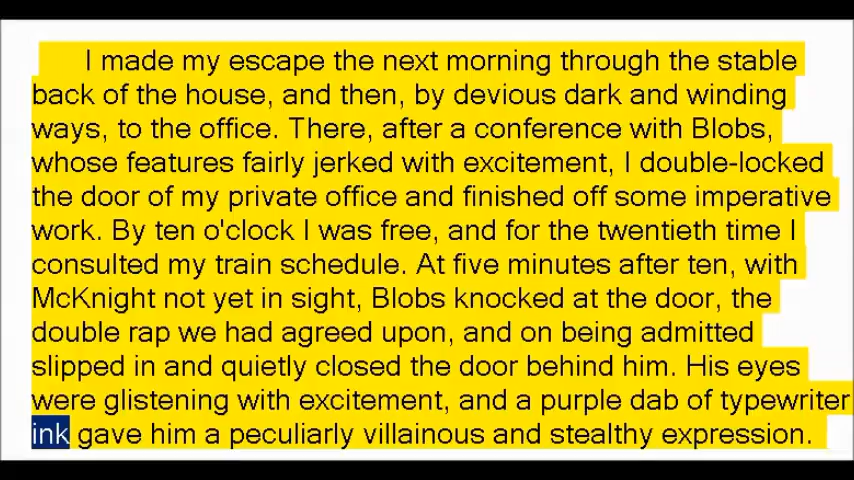 I made my escape the next morning through the stable
back of the house, and then, by devious dark and winding
ways, to the office. There, after a conference with Blobs,
whose features fairly jerked with excitement, I double-locked
the door of my private office and finished off some imperative
work. By ten o'clock I was free, and for the twentieth time I
consulted my train schedule. At five minutes after ten, with
McKnight not yet in sight, Blobs knocked at the door, the
double rap we had agreed upon, and on being admitted
slipped in and quietly closed the door behind him. His eyes
were glistening with excitement, and a purple dab of typewriter
ink gave him a peculiarly villainous and stealthy expression.